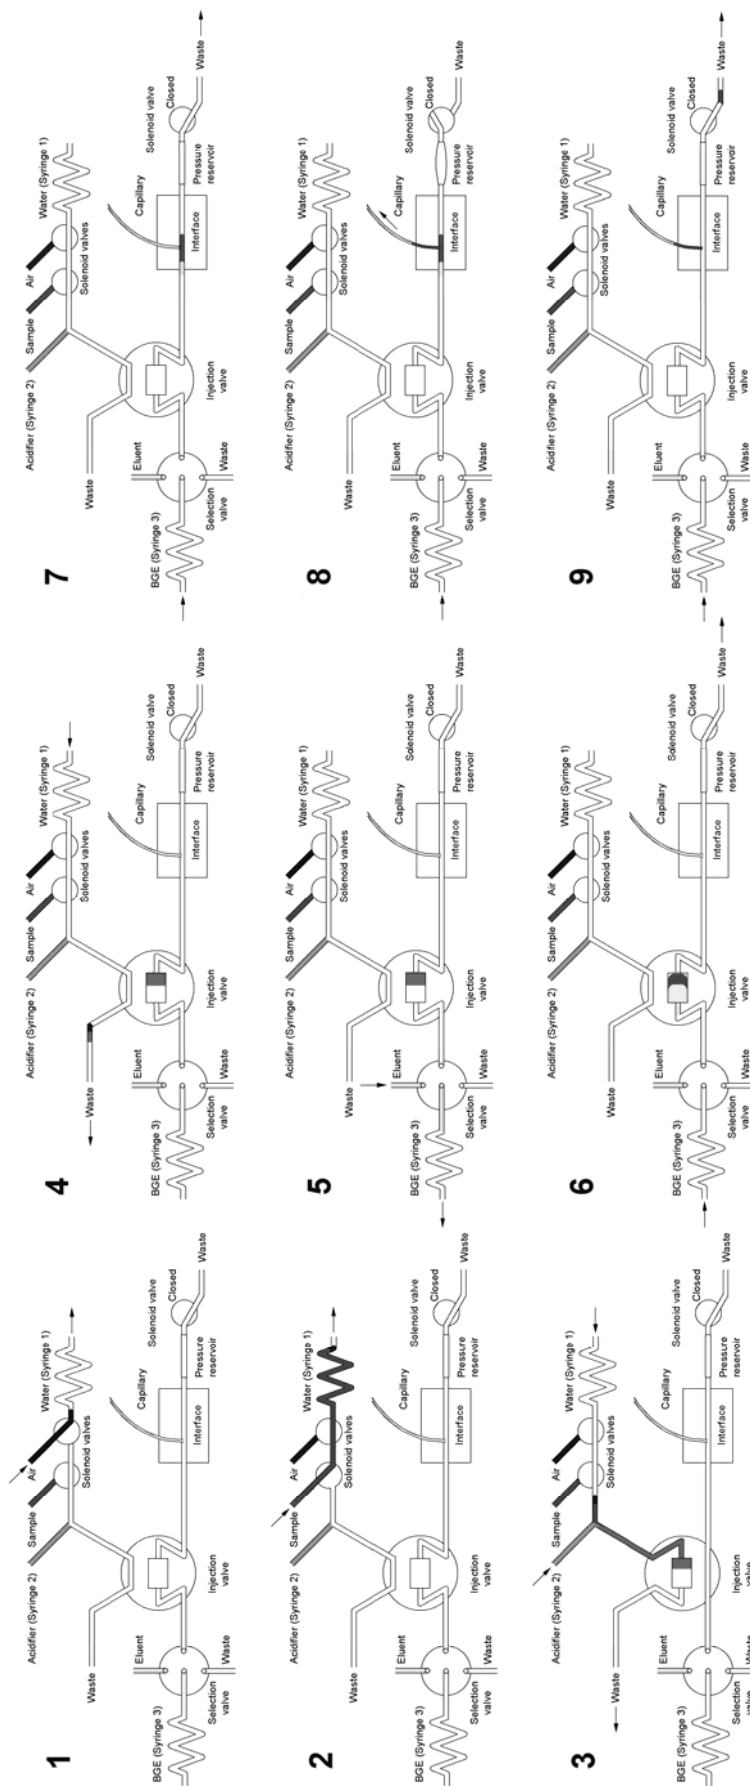 1
Acidifier (Syringe 2)
Sample
Air
Water (Syringe 1)
Solenoid valves
Waste
Capillary
Solenoid valve
Closed
Eluent
Interface
Pressure
reservoir
Waste
BGE (Syringe 3)
Selection
valve
Waste
Injection
valve
2
Acidifier (Syringe 2)
Sample
Air
Water (Syringe 1)
Solenoid valves
Waste
Capillary
Solenoid valve
Closed
Eluent
Interface
Pressure
reservoir
Waste
BGE (Syringe 3)
Selection
valve
Waste
Injection
valve
3
Acidifier (Syringe 2)
Sample
Air
Water (Syringe 1)
Solenoid valves
Waste
Capillary
Solenoid valve
Closed
Eluent
Interface
Pressure
reservoir
Waste
BGE (Syringe 3)
Selection
valve
Waste
Injection
valve
4
Acidifier (Syringe 2)
Sample
Air
Water (Syringe 1)
Solenoid valves
Waste
Capillary
Solenoid valve
Closed
Eluent
Interface
Pressure
reservoir
Waste
BGE (Syringe 3)
Selection
valve
Waste
Injection
valve
5
Acidifier (Syringe 2)
Sample
Air
Water (Syringe 1)
Solenoid valves
Waste
Capillary
Solenoid valve
Closed
Eluent
Interface
Pressure
reservoir
Waste
BGE (Syringe 3)
Selection
valve
Waste
Injection
valve
6
Acidifier (Syringe 2)
Sample
Air
Water (Syringe 1)
Solenoid valves
Waste
Capillary
Solenoid valve
Closed
Eluent
Interface
Pressure
reservoir
Waste
BGE (Syringe 3)
Selection
valve
Waste
Injection
valve
7
Acidifier (Syringe 2)
Sample
Air
Water (Syringe 1)
Solenoid valves
Waste
Capillary
Solenoid valve
Closed
Eluent
Interface
Pressure
reservoir
Waste
BGE (Syringe 3)
Selection
valve
Waste
Injection
valve
8
Acidifier (Syringe 2)
Sample
Air
Water (Syringe 1)
Solenoid valves
Waste
Capillary
Solenoid valve
Closed
Eluent
Interface
Pressure
reservoir
Waste
BGE (Syringe 3)
Selection
valve
Waste
Injection
valve
9
Acidifier (Syringe 2)
Sample
Air
Water (Syringe 1)
Solenoid valves
Waste
Capillary
Solenoid valve
Closed
Eluent
Interface
Pressure
reservoir
Waste
BGE (Syringe 3)
Selection
valve
Waste
Injection
valve